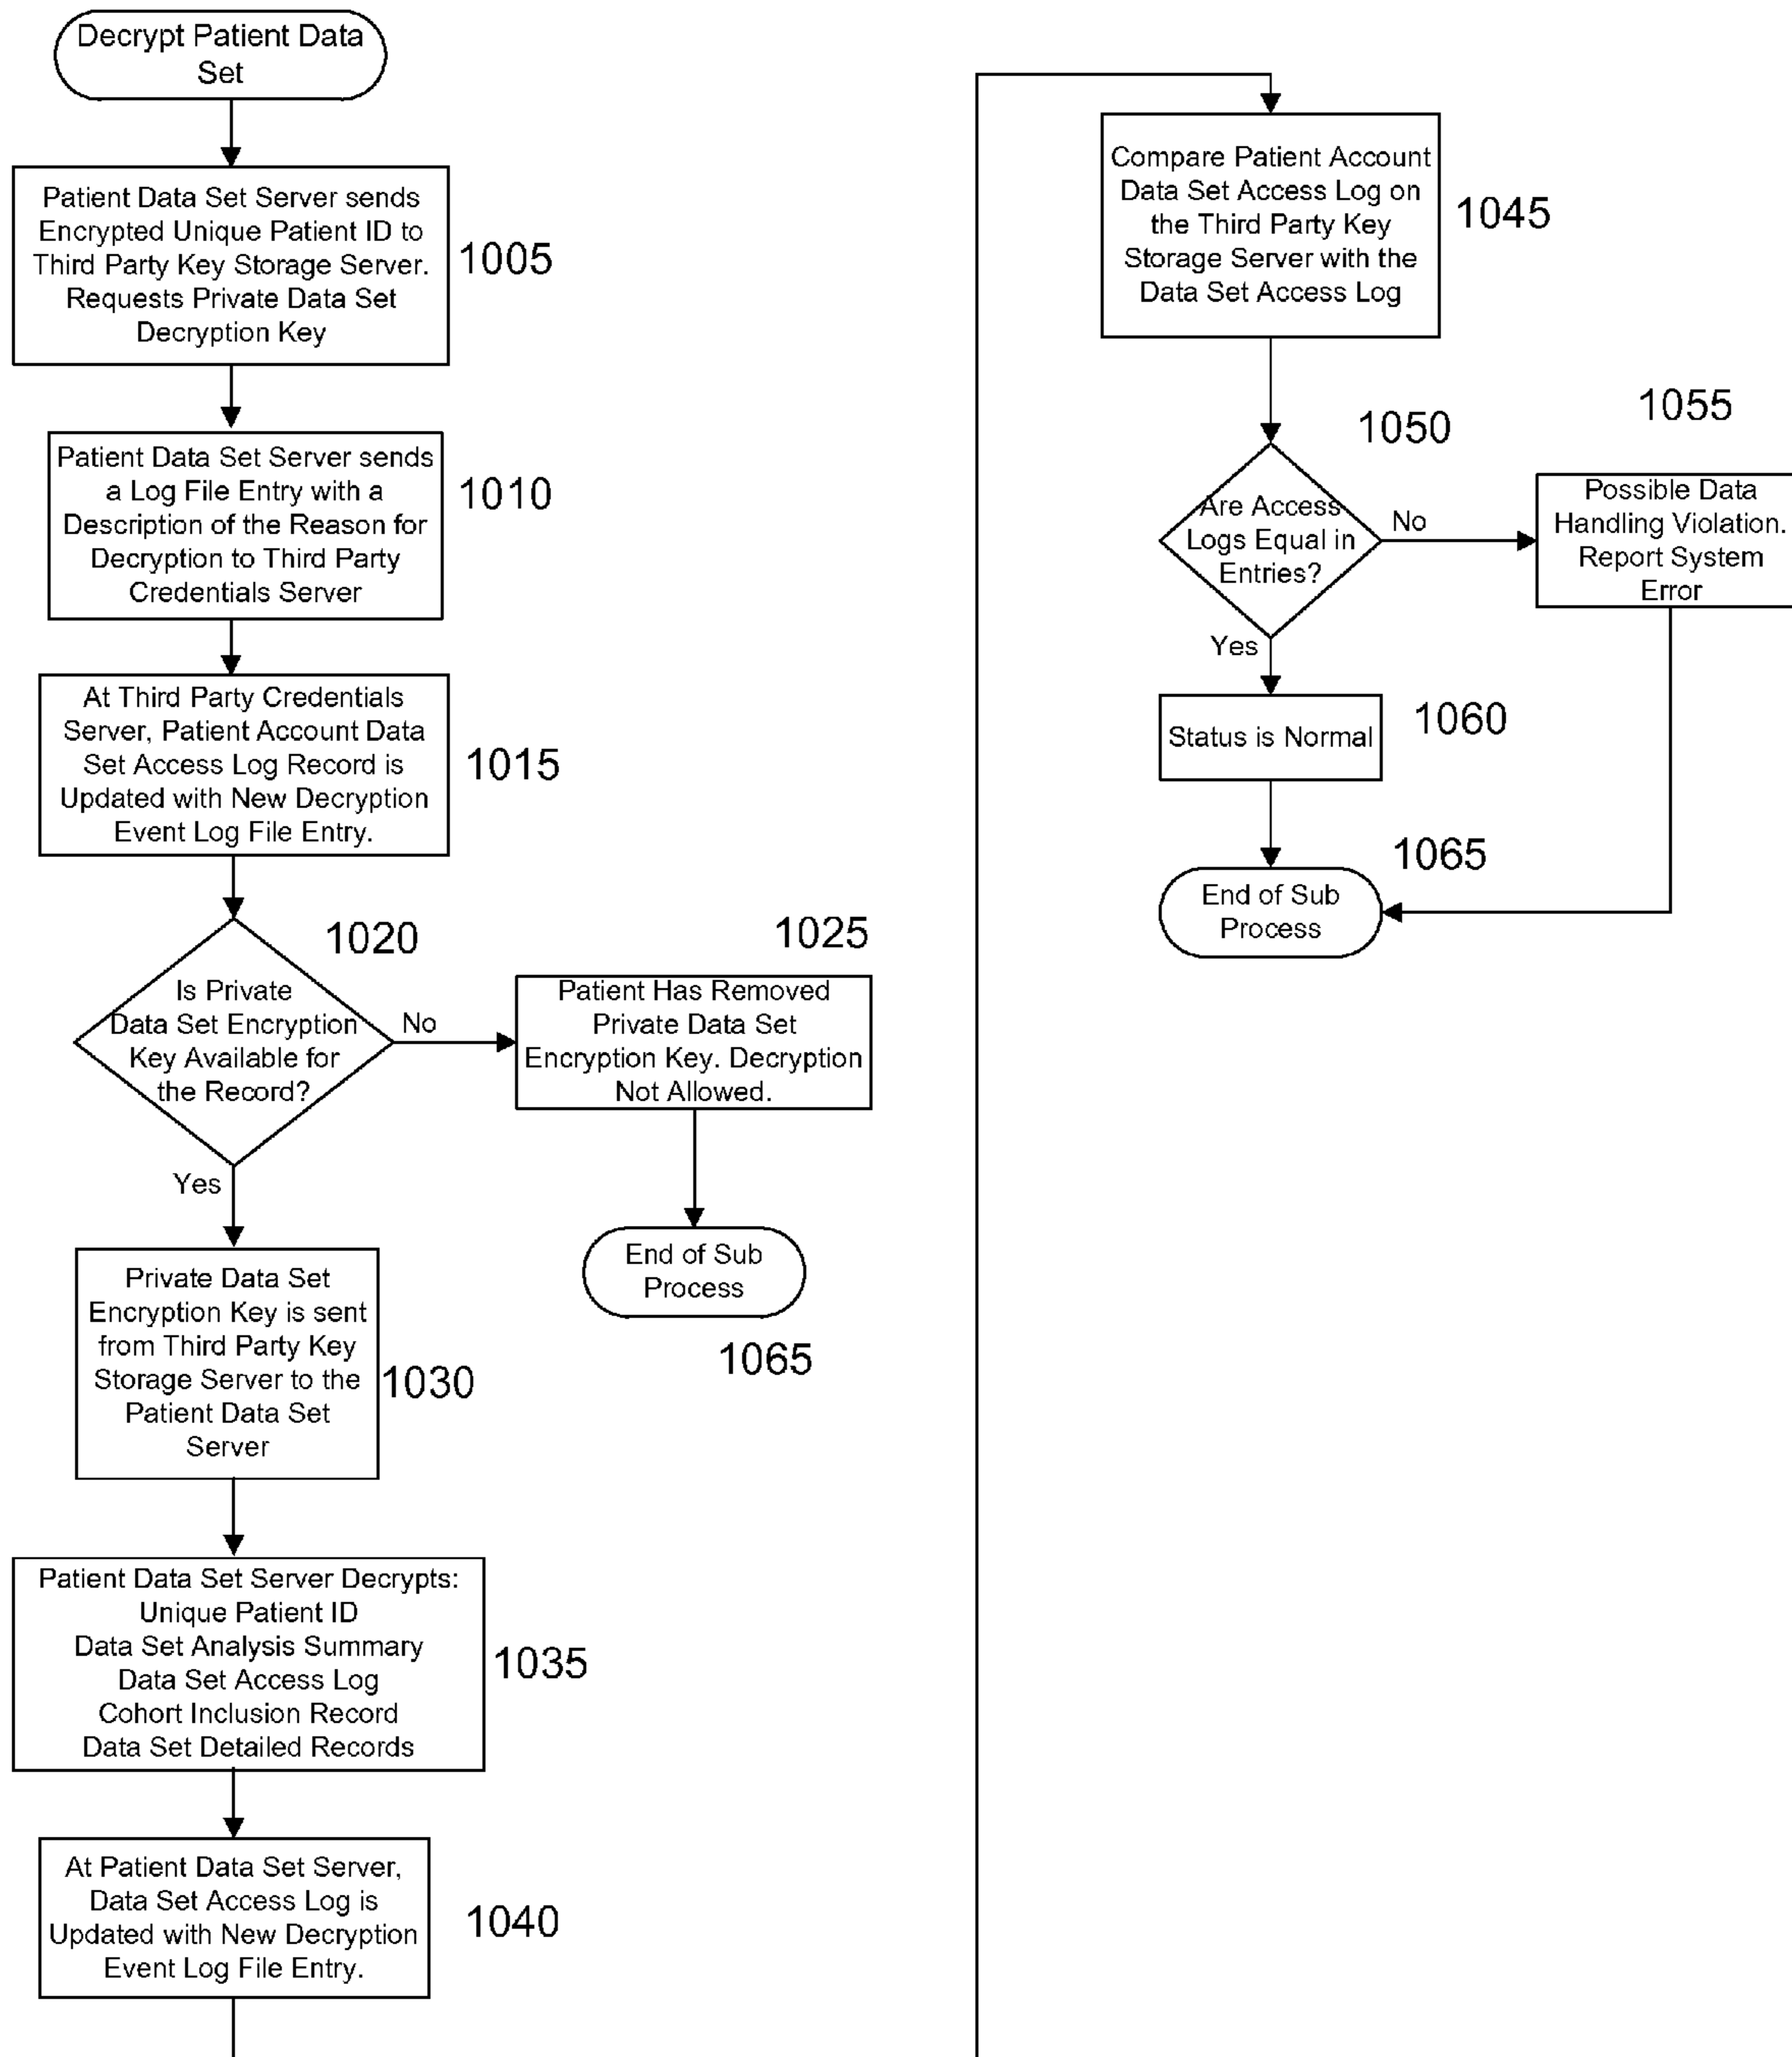 Decrypt Patient Data
Set
Patient Data Set Server sends
Encrypted Unique Patient ID to
Third Party Key Storage Server.
Requests Private Data Set
Decryption Key
1005
Patient Data Set Server sends
a Log File Entry with a
Description of the Reason for
Decryption to Third Party
Credentials Server
1010
At Third Party Credentials
Server, Patient Account Data
Set Access Log Record is
Updated with New Decryption
Event Log File Entry.
1015
1020
Is Private
Data Set Encryption
Key Available for
the Record?
No
Yes
1025
Patient Has Removed
Private Data Set
Encryption Key. Decryption
Not Allowed.
End of Sub
Process
1065
Private Data Set
Encryption Key is sent
from Third Party Key
Storage Server to the
Patient Data Set
Server
1030
Patient Data Set Server Decrypts:
Unique Patient ID
Data Set Analysis Summary
Data Set Access Log
Cohort Inclusion Record
Data Set Detailed Records
1035
At Patient Data Set Server,
Data Set Access Log is
Updated with New Decryption
Event Log File Entry.
1040
Compare Patient Account
Data Set Access Log on
the Third Party Key
Storage Server with the
Data Set Access Log
1045
1050
Are Access
Logs Equal in
Entries?
No
Yes
1055
Possible Data
Handling Violation.
Report System
Error
Status is Normal
1060
1065
End of Sub
Process